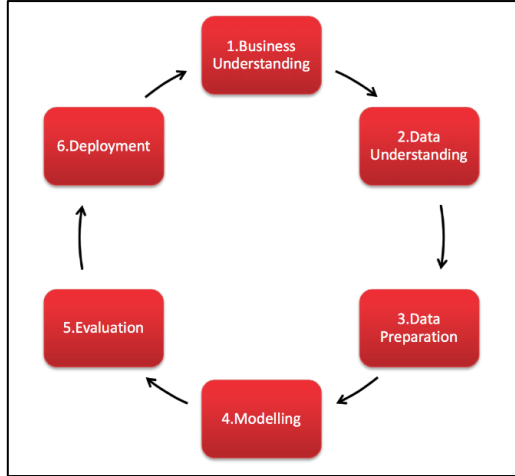 1.Business
Understanding
2.Data
Understanding
3.Data
Preparation
4.Modelling
5.Evaluation
6.Deployment